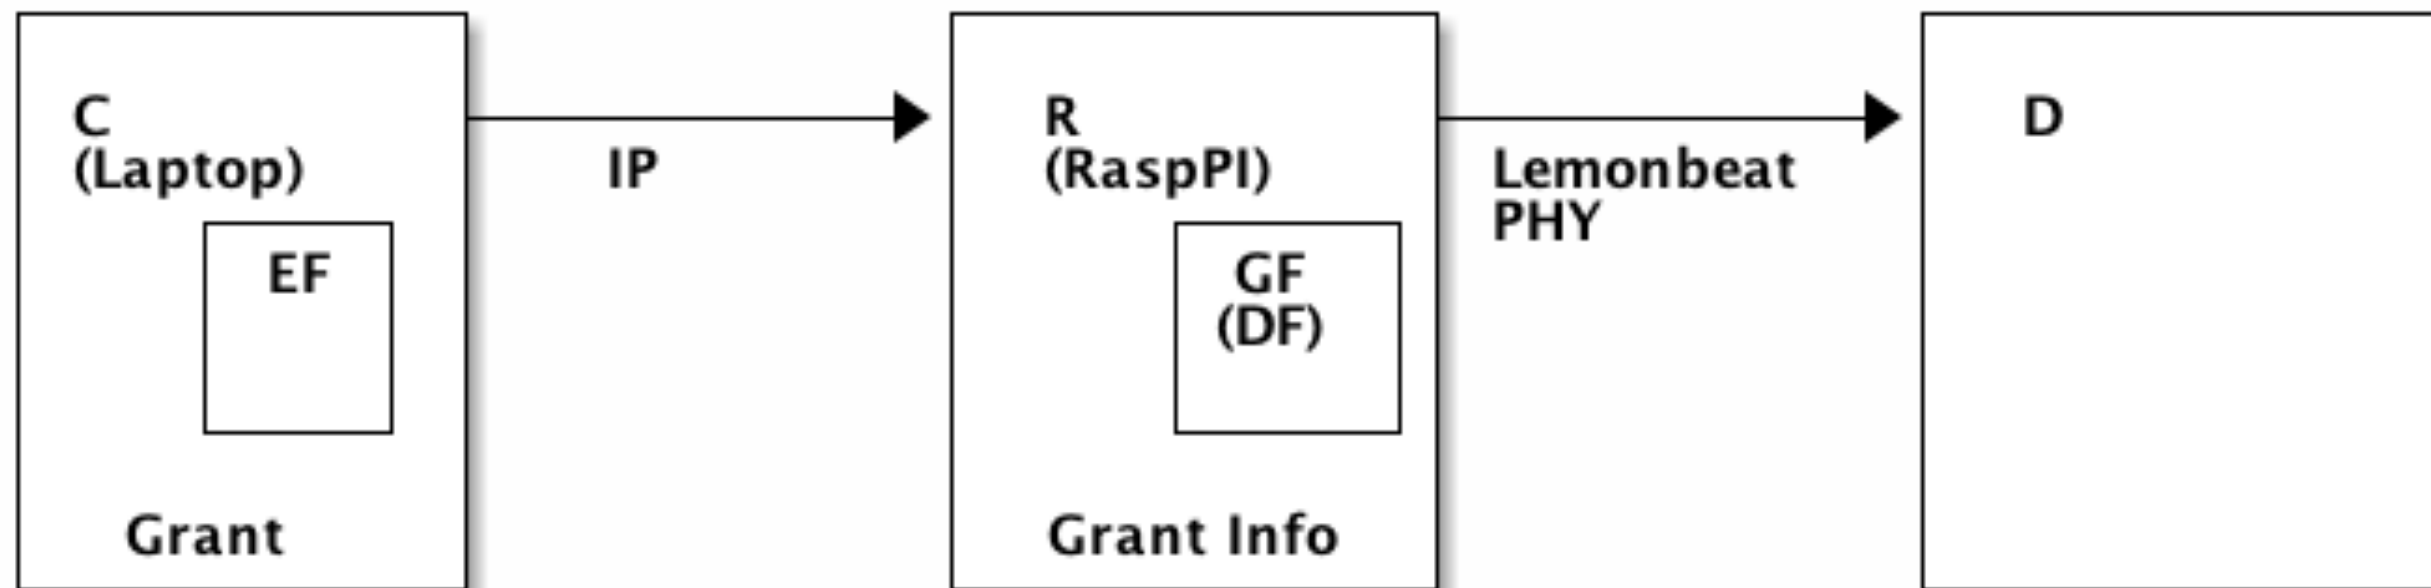 C
(Laptop)
EF
Grant
IP
R
(RaspPI)
GF
(DF)
Grant Info
Lemonbeat
PHY
D